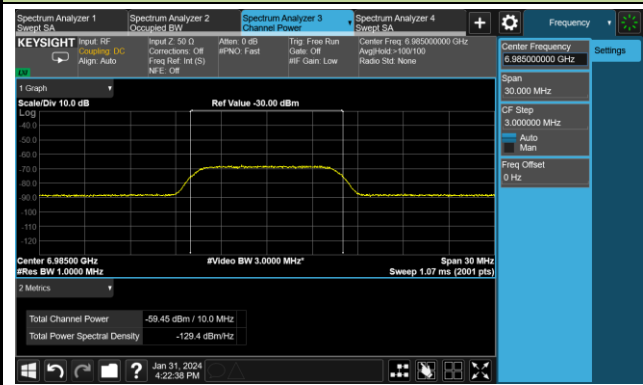 Spectrum Analyzer 1
Swept SA
Spectrum Analyzer 2
Occupied BW
Spectrum Analyzer 3
Channel Power
Spectrum Analyzer 4
Swept SA
Frequency
KEYSIGHT
Input: RF
Coupling: DC
Align: Auto
Input Z: 50 Ω
Corrections: Off
Freq Ref: Int (S)
NFE: Off
Atten: 0 dB
#PNO: Fast
Trig: Free Run
Gate: Off
#IF Gain: Low
Center Freq: 6.985000000 GHz
Avg|Hold:>100/100
Radio Std: None
Center Frequency
6.985000000 GHz
Settings
Span
30.000 MHz
CF Step
3.000000 MHz
Auto
Man
Freq Offset
0 Hz
1 Graph
Scale/Div 10.0 dB
Ref Value -30.00 dBm
Log
-40.0
-50.0
-60.0
-70.0
-80.0
-90.0
-100
-110
-120
Center 6.98500 GHz
#Video BW 3.0000 MHz*
Span 30 MHz
#Res BW 1.0000 MHz
Sweep 1.07 ms (2001 pts)
2 Metrics
Total Channel Power -59.45 dBm / 10.0 MHz
Total Power Spectral Density -129.4 dBm/Hz
Jan 31, 2024
4:22:38 PM